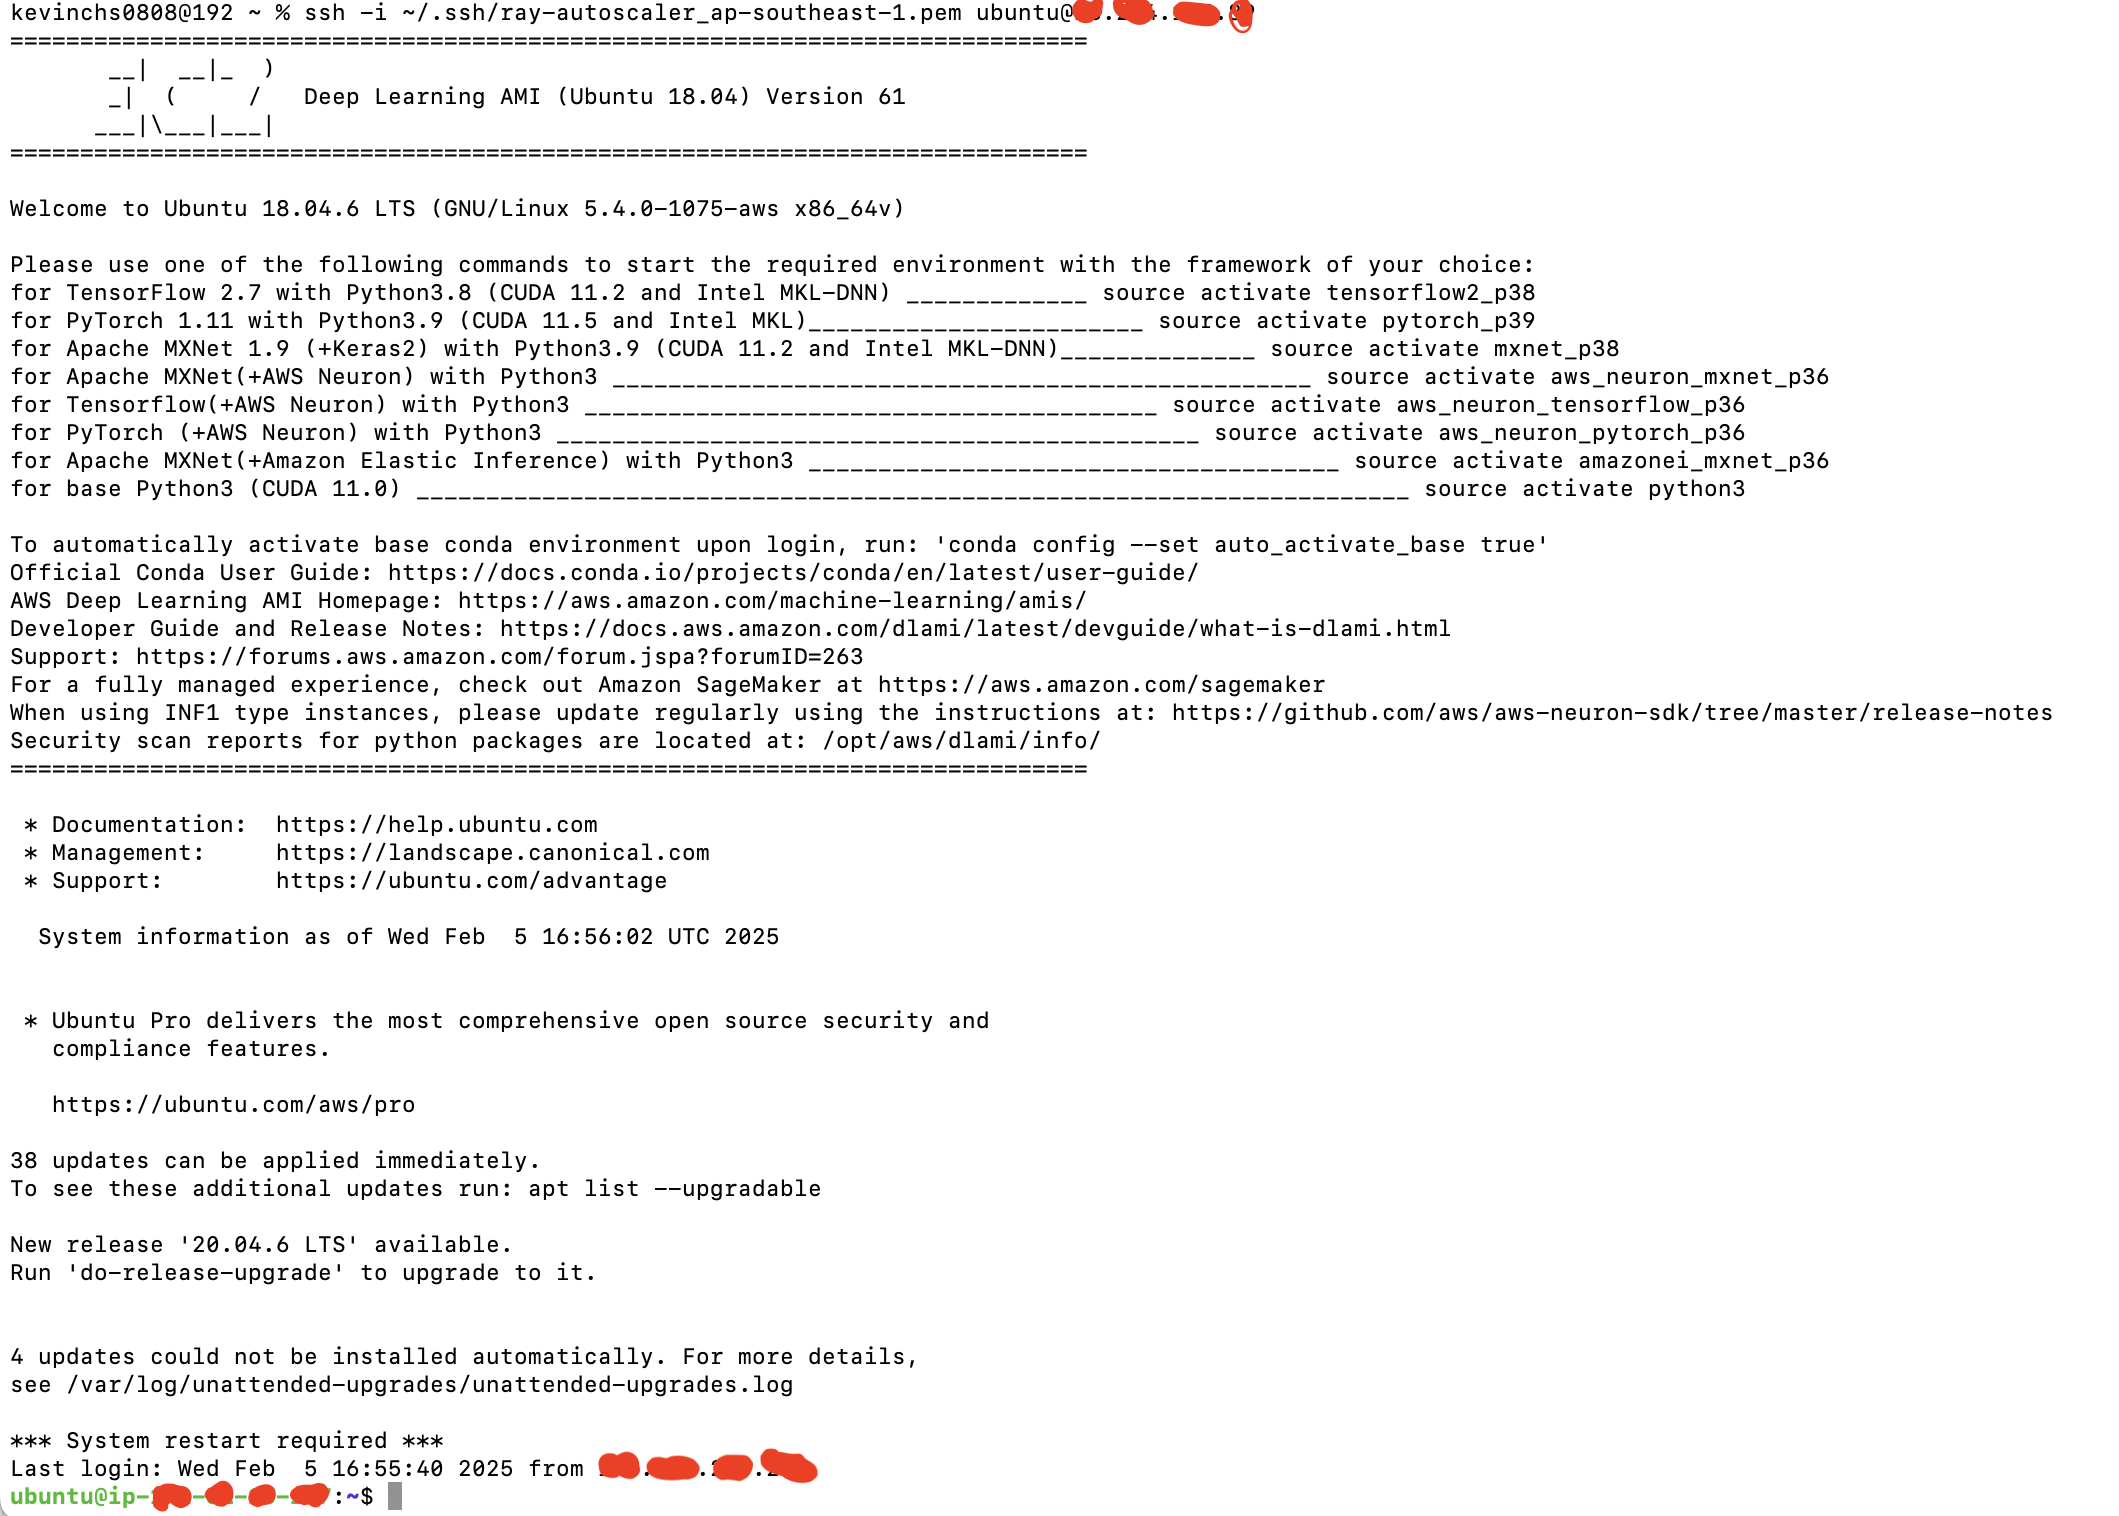 kevinchs0808@192 ~ % ssh -i ~/.ssh/ray-autoscaler_ap-southeast-1.pem ubuntu@
=============================================================================
       __|  __|_  )
       _|  (     /   Deep Learning AMI (Ubuntu 18.04) Version 61
      ___|\___|___|
=============================================================================

Welcome to Ubuntu 18.04.6 LTS (GNU/Linux 5.4.0-1075-aws x86_64v)

Please use one of the following commands to start the required environment with the framework of your choice:
for TensorFlow 2.7 with Python3.8 (CUDA 11.2 and Intel MKL-DNN) _____________ source activate tensorflow2_p38
for PyTorch 1.11 with Python3.9 (CUDA 11.5 and Intel MKL)________________________ source activate pytorch_p39
for Apache MXNet 1.9 (+Keras2) with Python3.9 (CUDA 11.2 and Intel MKL-DNN)______________ source activate mxnet_p38
for Apache MXNet(+AWS Neuron) with Python3 __________________________________________________ source activate aws_neuron_mxnet_p36
for Tensorflow(+AWS Neuron) with Python3 _________________________________________ source activate aws_neuron_tensorflow_p36
for PyTorch (+AWS Neuron) with Python3 ______________________________________________ source activate aws_neuron_pytorch_p36
for Apache MXNet(+Amazon Elastic Inference) with Python3 ______________________________________ source activate amazonei_mxnet_p36
for base Python3 (CUDA 11.0) _______________________________________________________________________ source activate python3

To automatically activate base conda environment upon login, run: 'conda config --set auto_activate_base true'
Official Conda User Guide: https://docs.conda.io/projects/conda/en/latest/user-guide/
AWS Deep Learning AMI Homepage: https://aws.amazon.com/machine-learning/amis/
Developer Guide and Release Notes: https://docs.aws.amazon.com/dlami/latest/devguide/what-is-dlami.html
Support: https://forums.aws.amazon.com/forum.jspa?forumID=263
For a fully managed experience, check out Amazon SageMaker at https://aws.amazon.com/sagemaker
When using INF1 type instances, please update regularly using the instructions at: https://github.com/aws/aws-neuron-sdk/tree/master/release-notes
Security scan reports for python packages are located at: /opt/aws/dlami/info/
=============================================================================

 * Documentation:  https://help.ubuntu.com
 * Management:     https://landscape.canonical.com
 * Support:        https://ubuntu.com/advantage

  System information as of Wed Feb  5 16:56:02 UTC 2025

 * Ubuntu Pro delivers the most comprehensive open source security and
   compliance features.

   https://ubuntu.com/aws/pro

38 updates can be applied immediately.
To see these additional updates run: apt list --upgradable

New release '20.04.6 LTS' available.
Run 'do-release-upgrade' to upgrade to it.

4 updates could not be installed automatically. For more details,
see /var/log/unattended-upgrades/unattended-upgrades.log

*** System restart required ***
Last login: Wed Feb  5 16:55:40 2025 from
ubuntu@ip-:~$